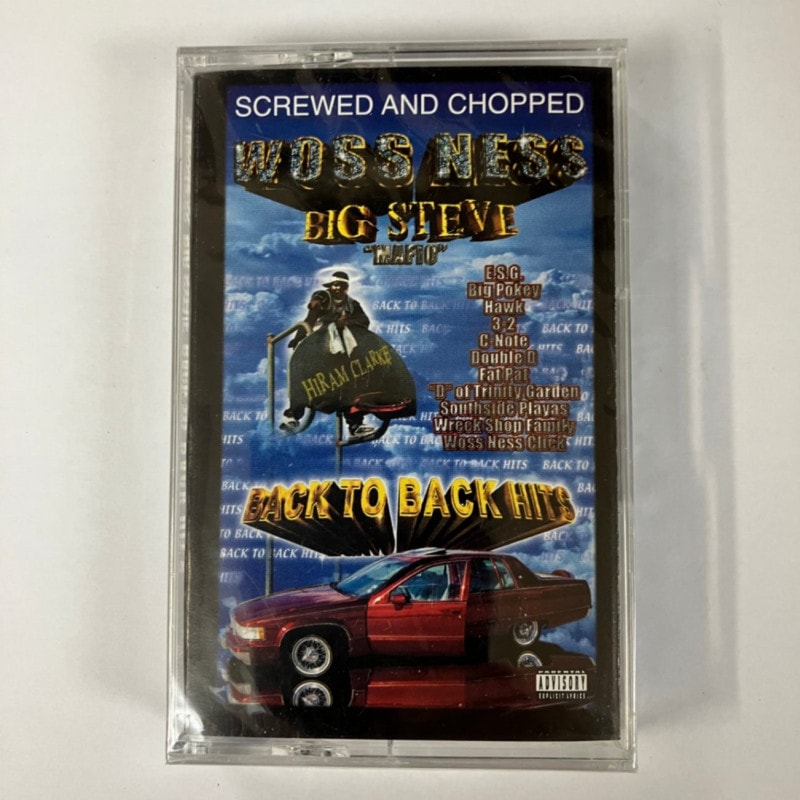 SCREWED AND CHOPPED
WOSS NESS
BIG STEVE
"MAFIO"
E.S.G.
Big Pokey
Hawk
3-2
C-Note
Double D
Fat Pat
"D" of Trinity Garden
Southside Playas
Wreck Shop Family
Woss Ness Click
HIRAM CLARKE
BACK TO BACK HITS
PARENTAL
ADVISORY
EXPLICIT LYRICS